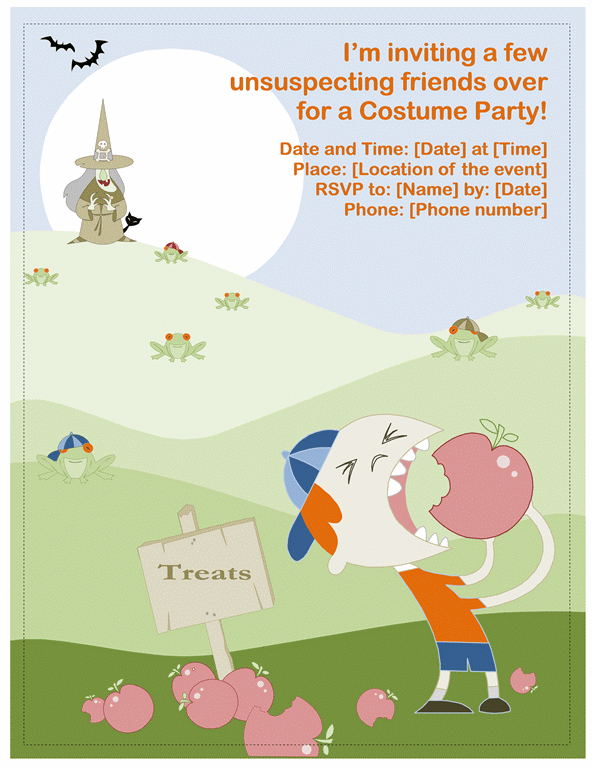 I'm inviting a few
unsuspecting friends over
for a Costume Party!
Date and Time: [Date] at [Time]
Place: [Location of the event]
RSVP to: [Name] by: [Date]
Phone: [Phone number]
Treats